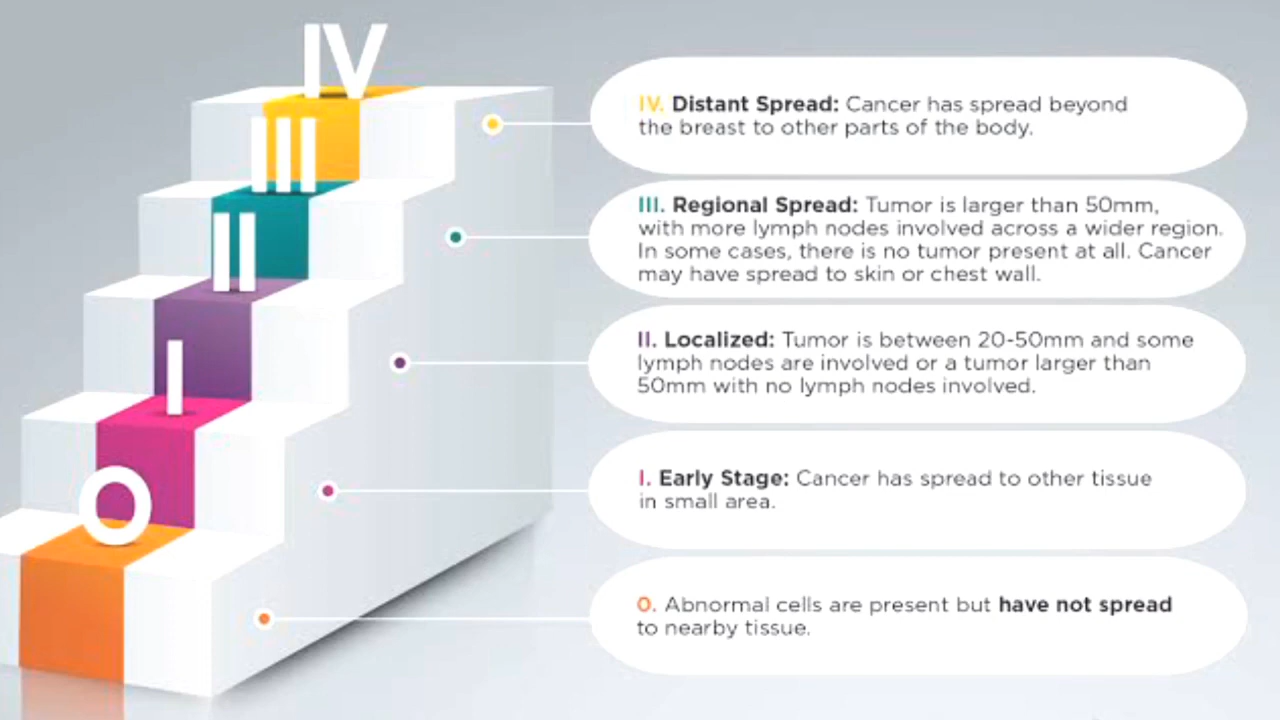 IV
III
II
I
0
IV. Distant Spread: Cancer has spread beyond
the breast to other parts of the body.
III. Regional Spread: Tumor is larger than 50mm,
with more lymph nodes involved across a wider region.
In some cases, there is no tumor present at all. Cancer
may have spread to skin or chest wall.
II. Localized: Tumor is between 20-50mm and some
lymph nodes are involved or a tumor larger than
50mm with no lymph nodes involved.
I. Early Stage: Cancer has spread to other tissue
in small area.
0. Abnormal cells are present but have not spread
to nearby tissue.